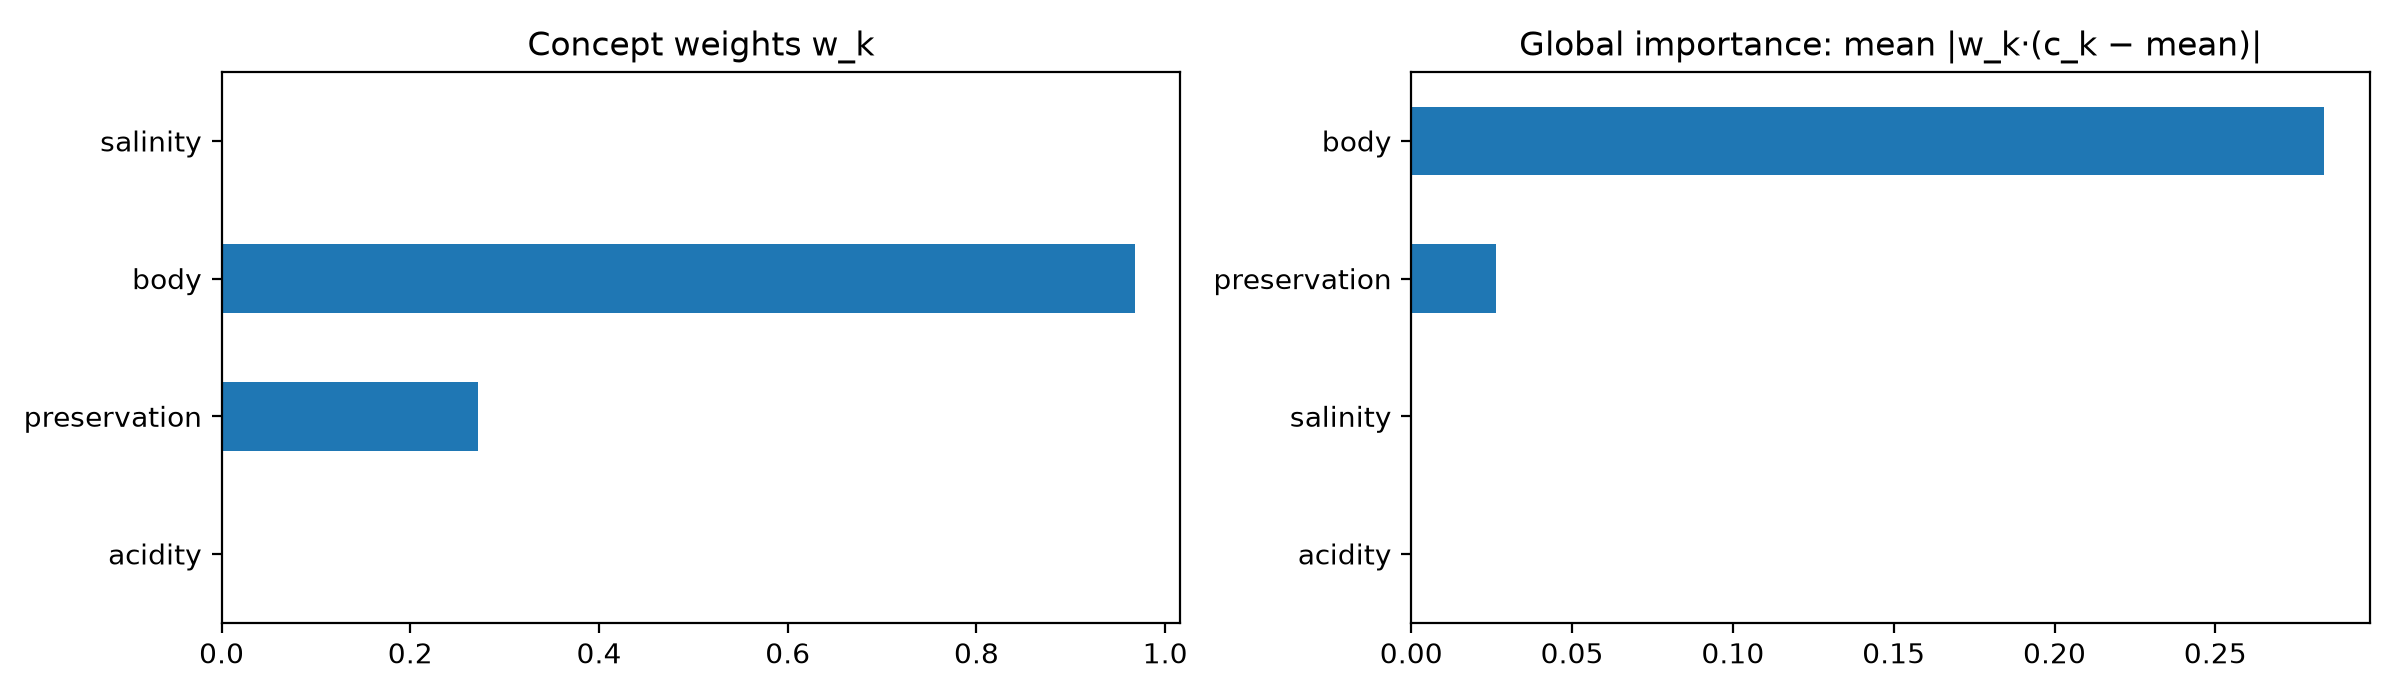 Concept weights w_k
salinity
body
preservation
acidity
0.0 0.2 0.4 0.6 0.8 1.0
Global importance: mean |w_k·(c_k − mean)|
body
preservation
salinity
acidity
0.00 0.05 0.10 0.15 0.20 0.25